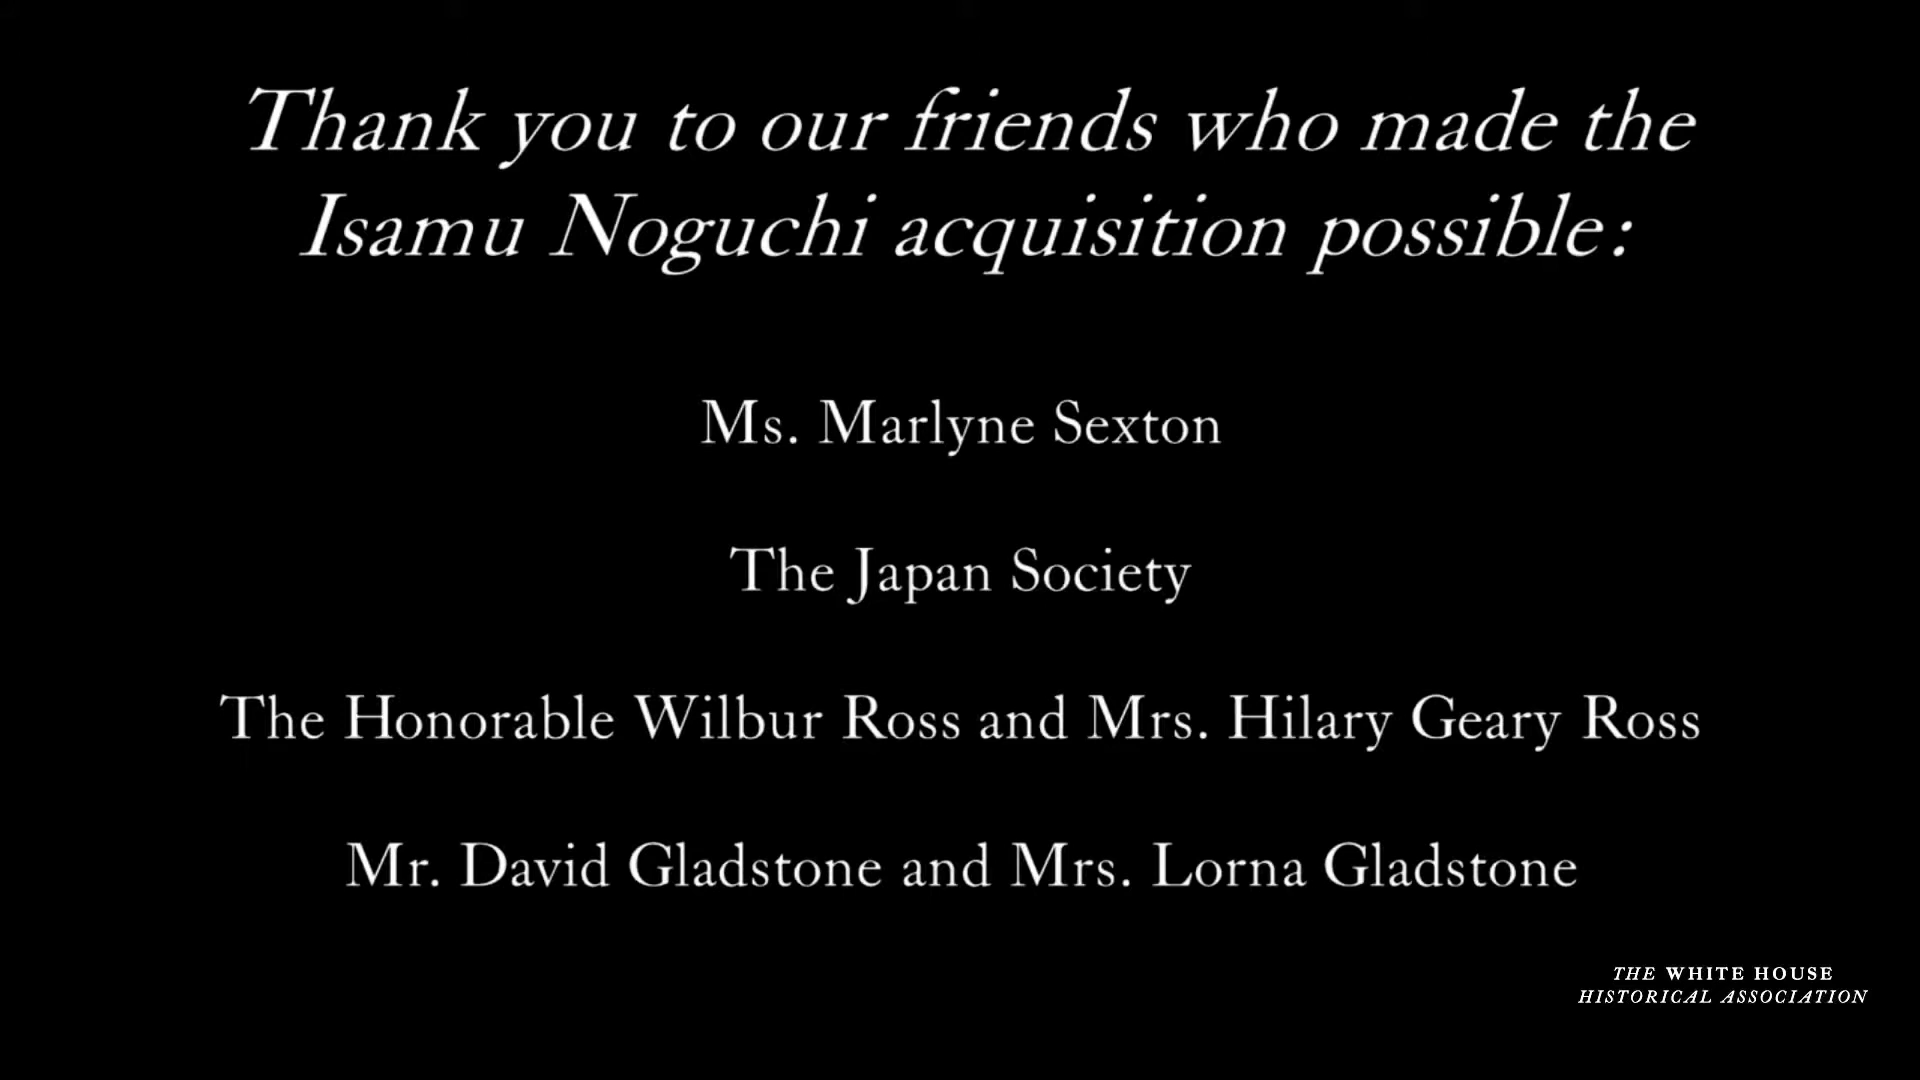 Thank you to our friends who made the
Isamu Noguchi acquisition possible:
Ms. Marlyne Sexton
The Japan Society
The Honorable Wilbur Ross and Mrs. Hilary Geary Ross
Mr. David Gladstone and Mrs. Lorna Gladstone
THE WHITE HOUSE
HISTORICAL ASSOCIATION